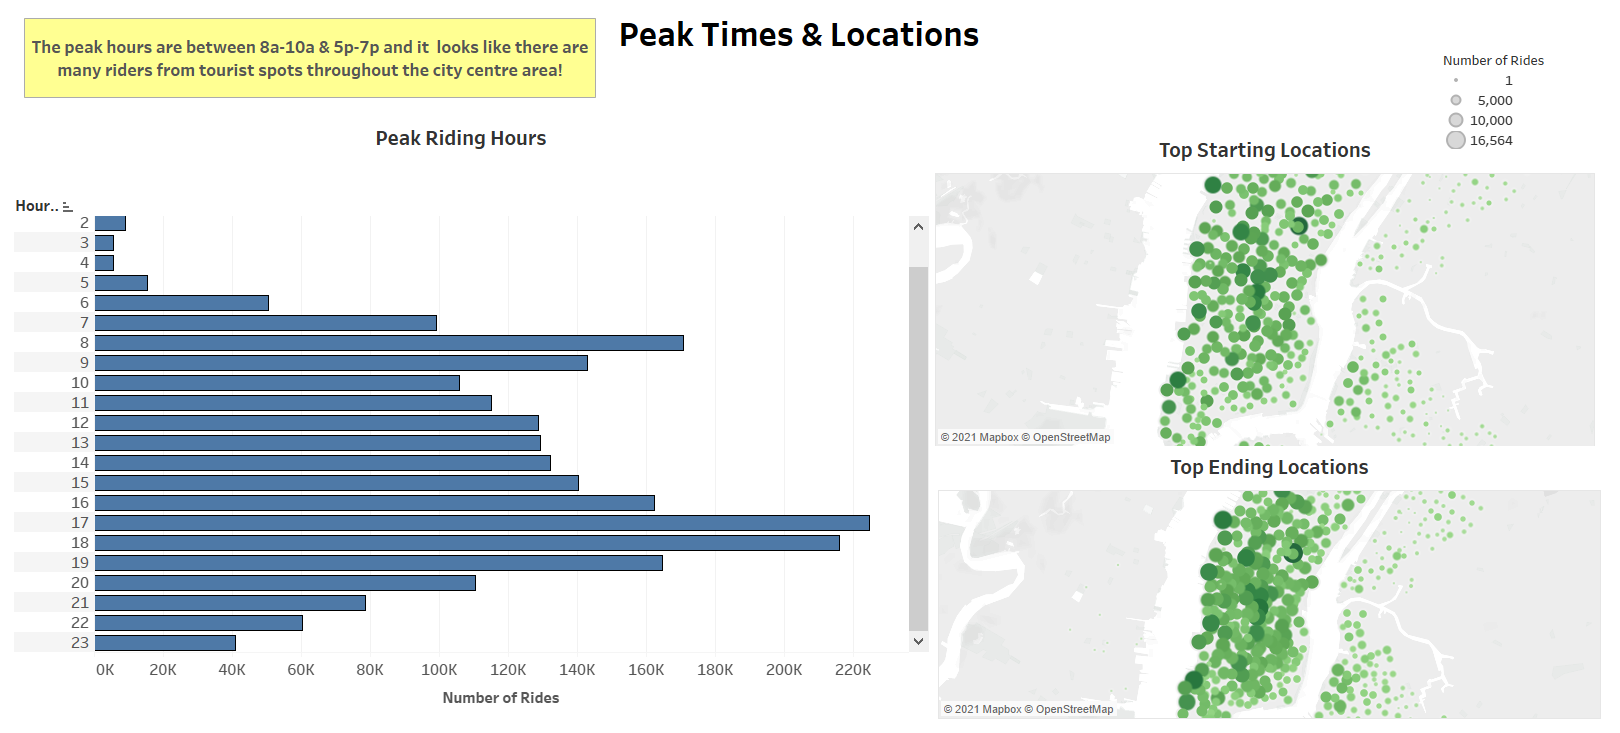 The peak hours are between 8a-10a & 5p-7p and it  looks like there are
many riders from tourist spots throughout the city centre area!
Peak Times & Locations
Number of Rides
1
5,000
10,000
16,564
Peak Riding Hours
Hour..
2
3
4
5
6
7
8
9
10
11
12
13
14
15
16
17
18
19
20
21
22
23
0K 20K 40K 60K 80K 100K 120K 140K 160K 180K 200K 220K
Number of Rides
Top Starting Locations
© 2021 Mapbox © OpenStreetMap
Top Ending Locations
© 2021 Mapbox © OpenStreetMap